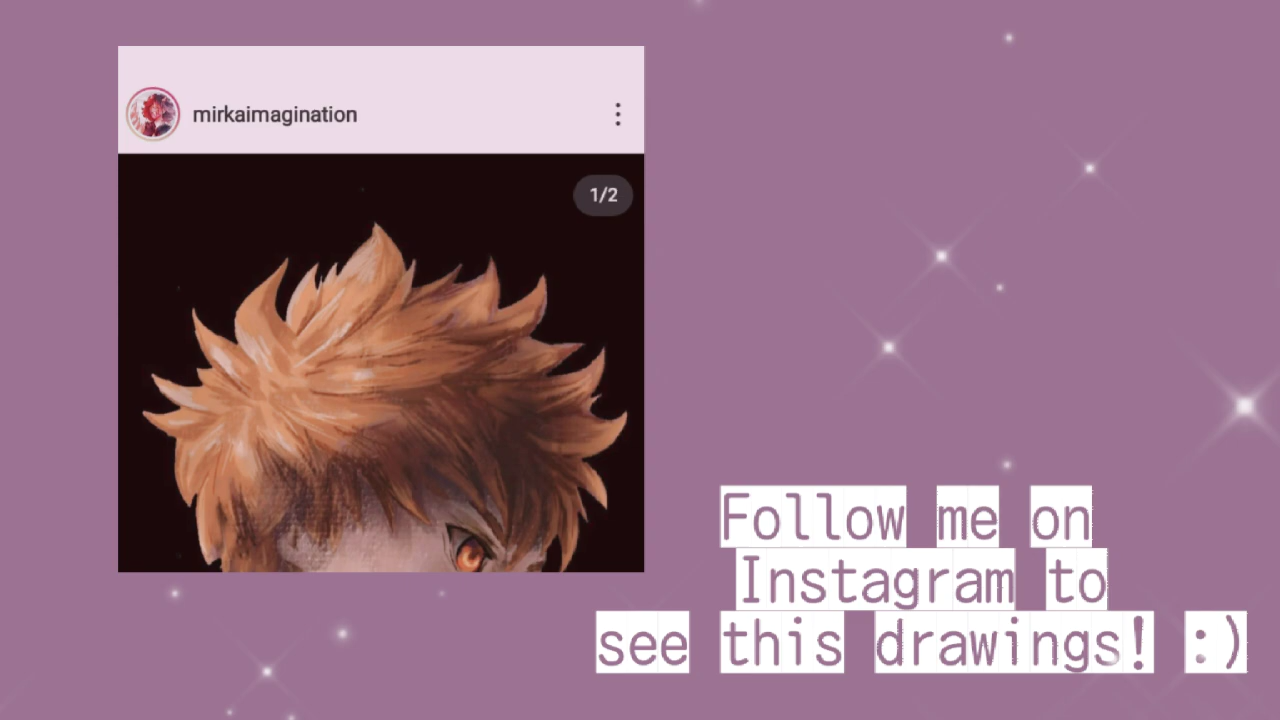 mirkaimagination
1/2
Follow me on
Instagram to
see this drawings! :)